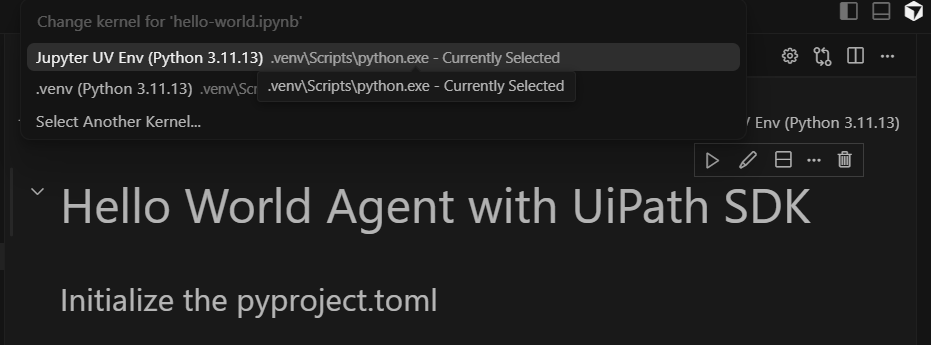 Change kernel for 'hello-world.ipynb'
Jupyter UV Env (Python 3.11.13) .venv\Scripts\python.exe - Currently Selected
.venv (Python 3.11.13) .venv\Scr
.venv\Scripts\python.exe - Currently Selected
Select Another Kernel...
Env (Python 3.11.13)
Hello World Agent with UiPath SDK
Initialize the pyproject.toml